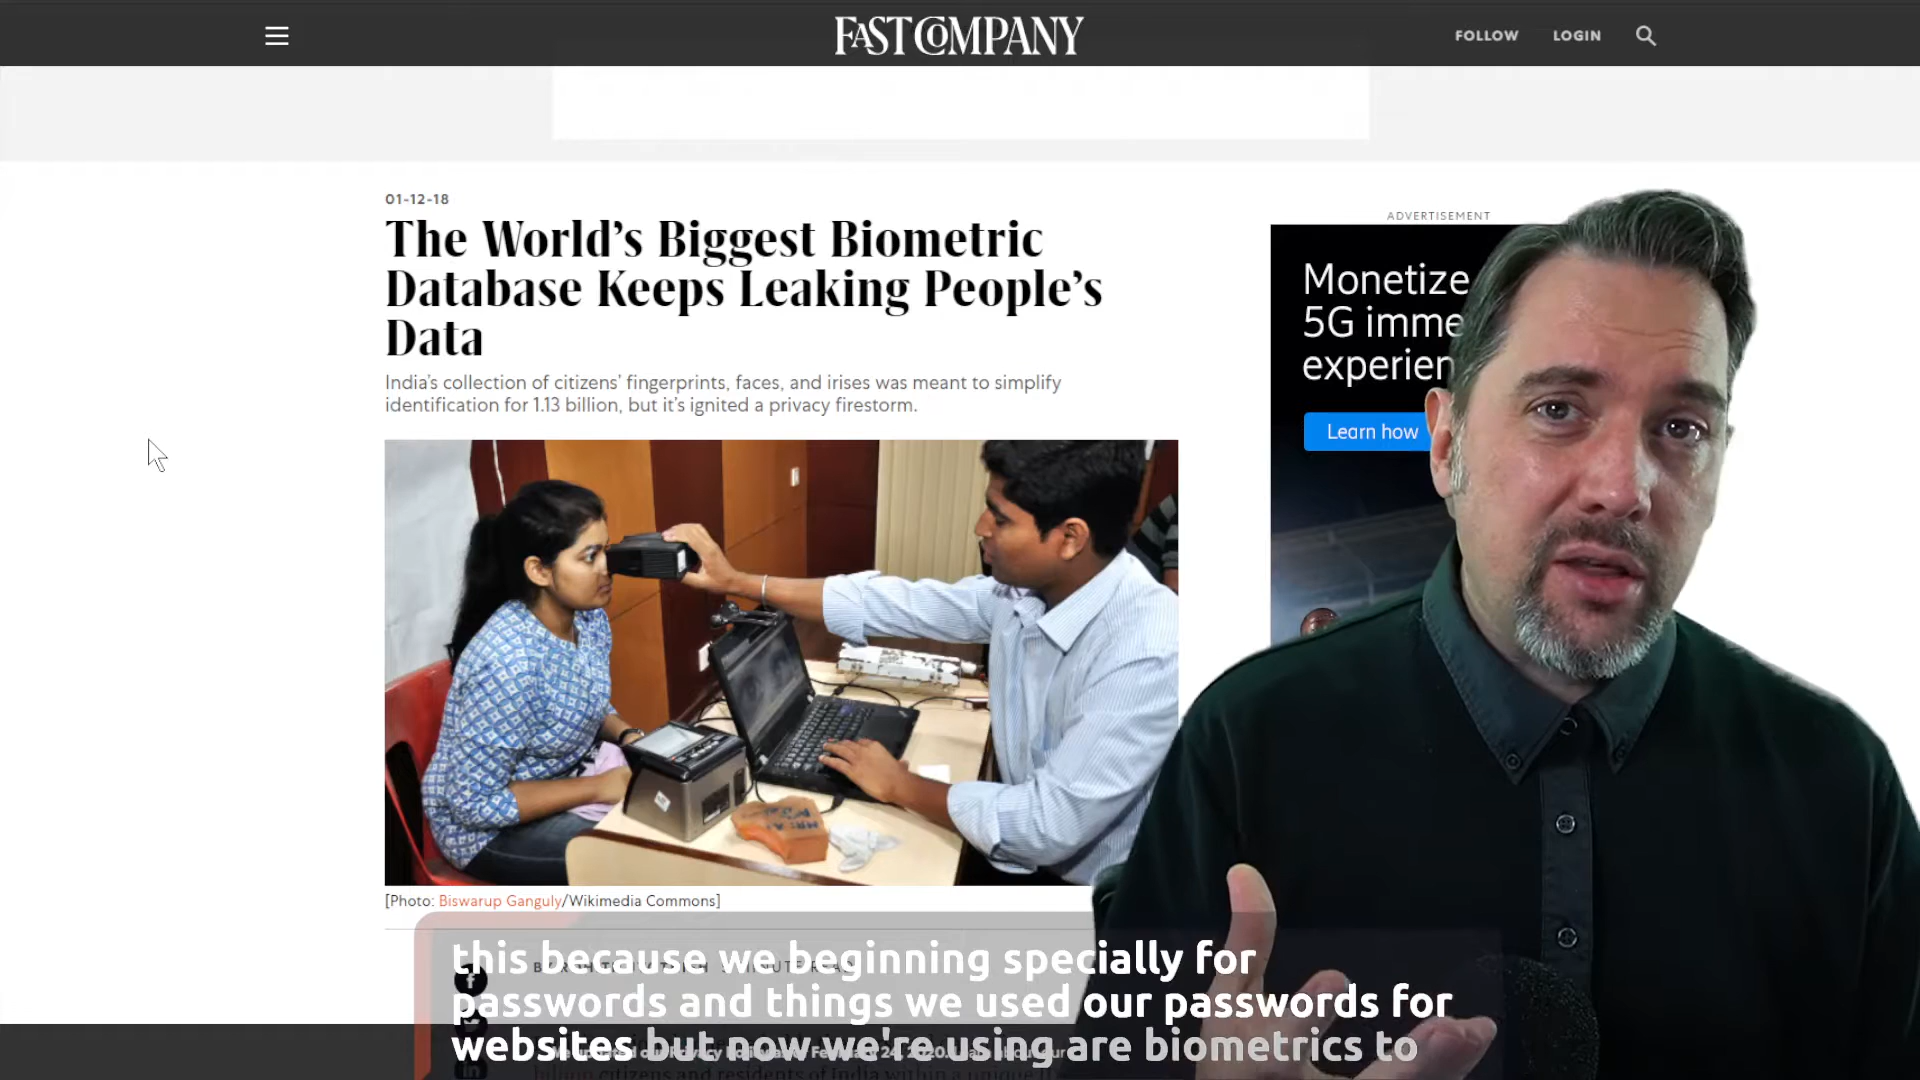 FAST COMPANY
FOLLOW
LOGIN
01-12-18
The World's Biggest Biometric
Database Keeps Leaking People's
Data
India's collection of citizens' fingerprints, faces, and irises was meant to simplify
identification for 1.13 billion, but it's ignited a privacy firestorm.
ADVERTISEMENT
Monetize
5G imme
experien
Learn how
[Photo: Biswarup Ganguly/Wikimedia Commons]
this because we beginning specially for
passwords and things we used our passwords for
websites but now we're using are biometrics to